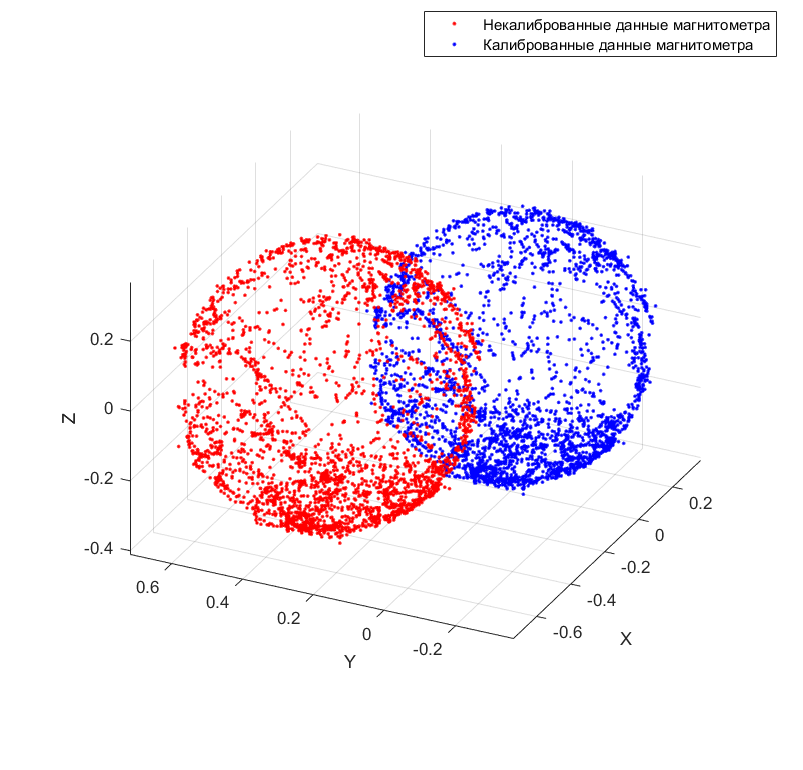 Некалиброванные данные магнитометра
Калиброванные данные магнитометра
0.2
0
-0.2
-0.4
Z
0.6
0.4
0.2
0
-0.2
Y
0.2
0
-0.2
-0.4
-0.6
X